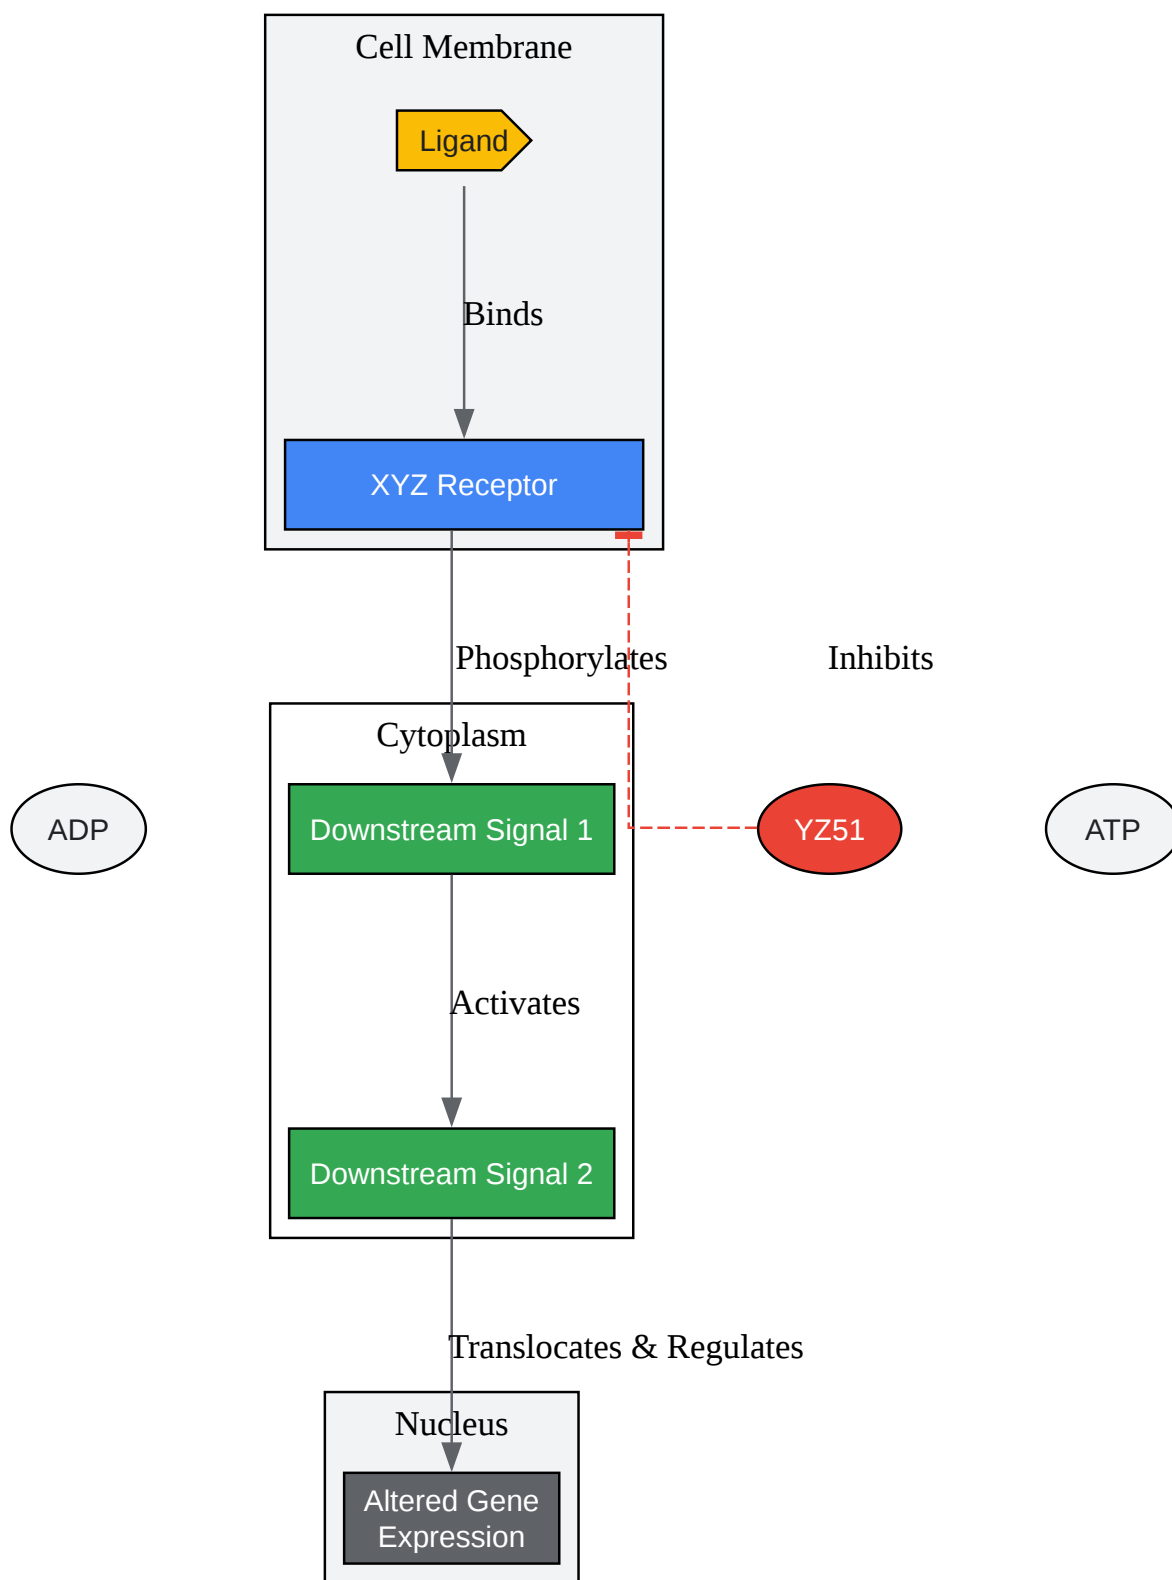 Cell Membrane
Ligand
Binds
XYZ Receptor
Phosphorylates
Inhibits
Cytoplasm
ADP
Downstream Signal 1
YZ51
ATP
Activates
Downstream Signal 2
Translocates & Regulates
Nucleus
Altered Gene
Expression